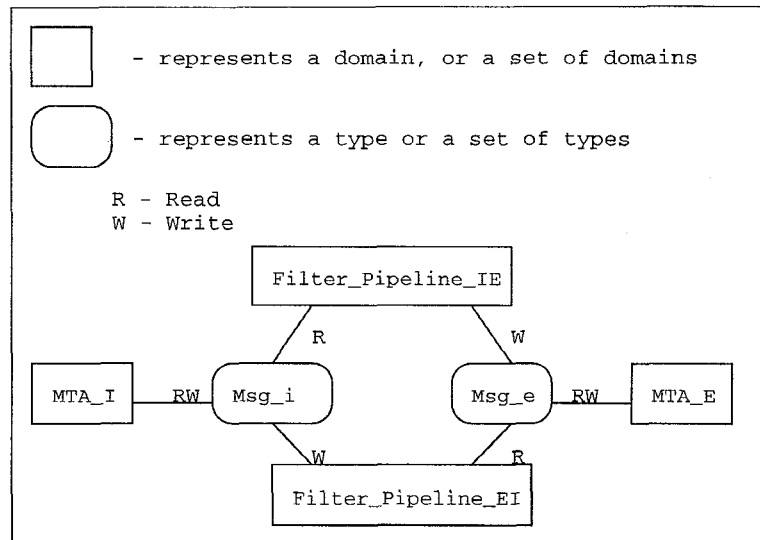 - represents a domain, or a set of domains
- represents a type or a set of types
R - Read
W - Write
Filter_Pipeline_IE
R W
MTA_I RW Msg_i Msg_e RW MTA_E
W R
Filter_Pipeline_EI